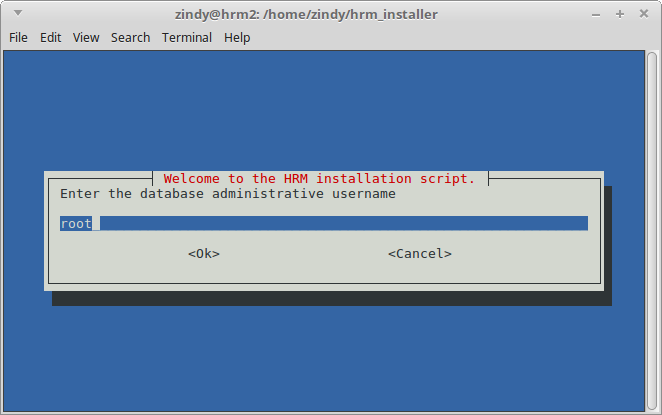 zindy@hrm2: /home/zindy/hrm_installer
File Edit View Search Terminal Help
Welcome to the HRM installation script.
Enter the database administrative username
root
<Ok> <Cancel>